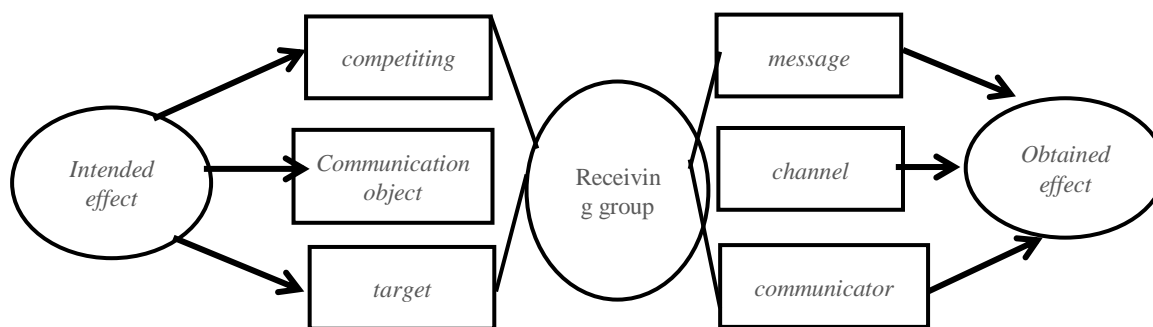 competiting
message
Intended
effect
Communication
object
Receivin
g group
channel
Obtained
effect
target
communicator